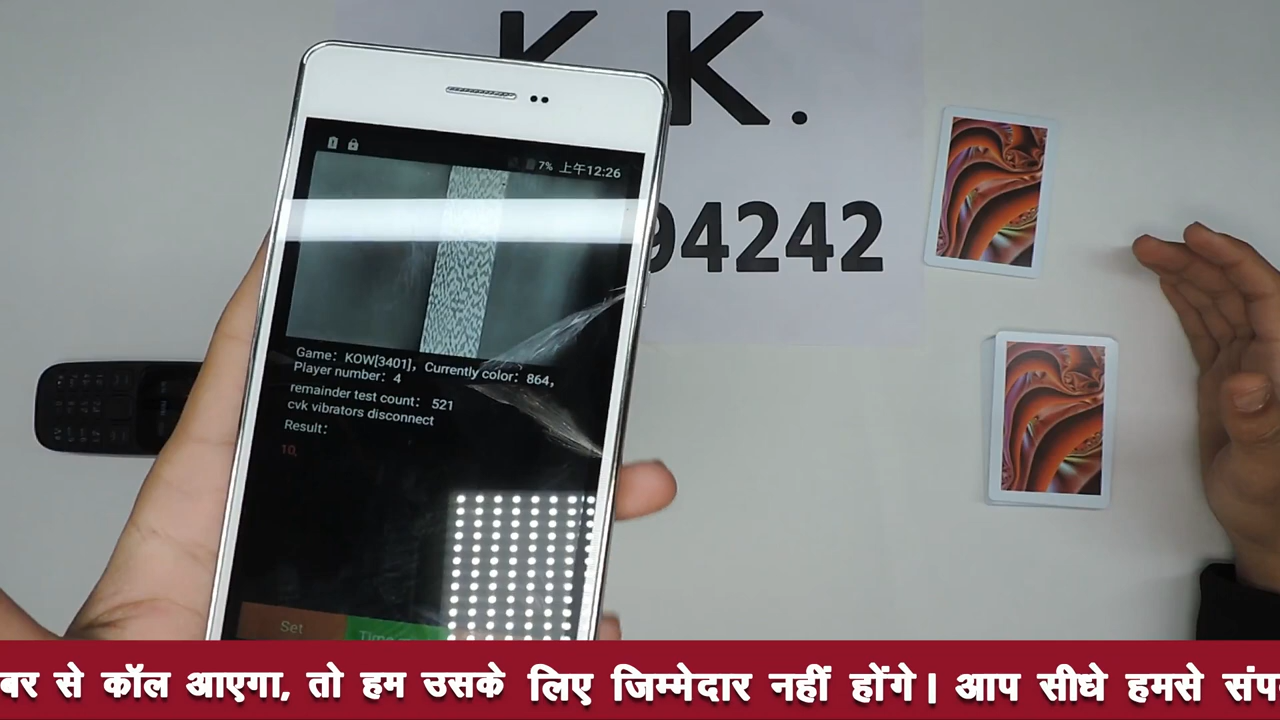 K.K.
94242
7% 上午12:26
Game: KOW[3401], Currently color: 864,
Player number: 4
remainder test count: 521
cvk vibrators disconnect
Result:
10,
Set
से कॉल आएगा, तो हम उसके लिए जिम्मेदार नहीं होंगे | आप सीधे हमसे